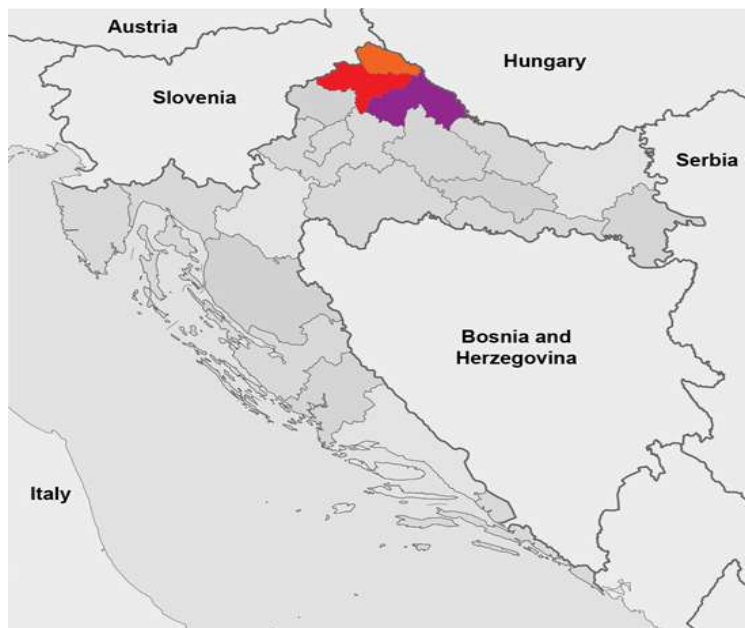 Austria
Hungary
Slovenia
Serbia
Bosnia and
Herzegovina
Italy